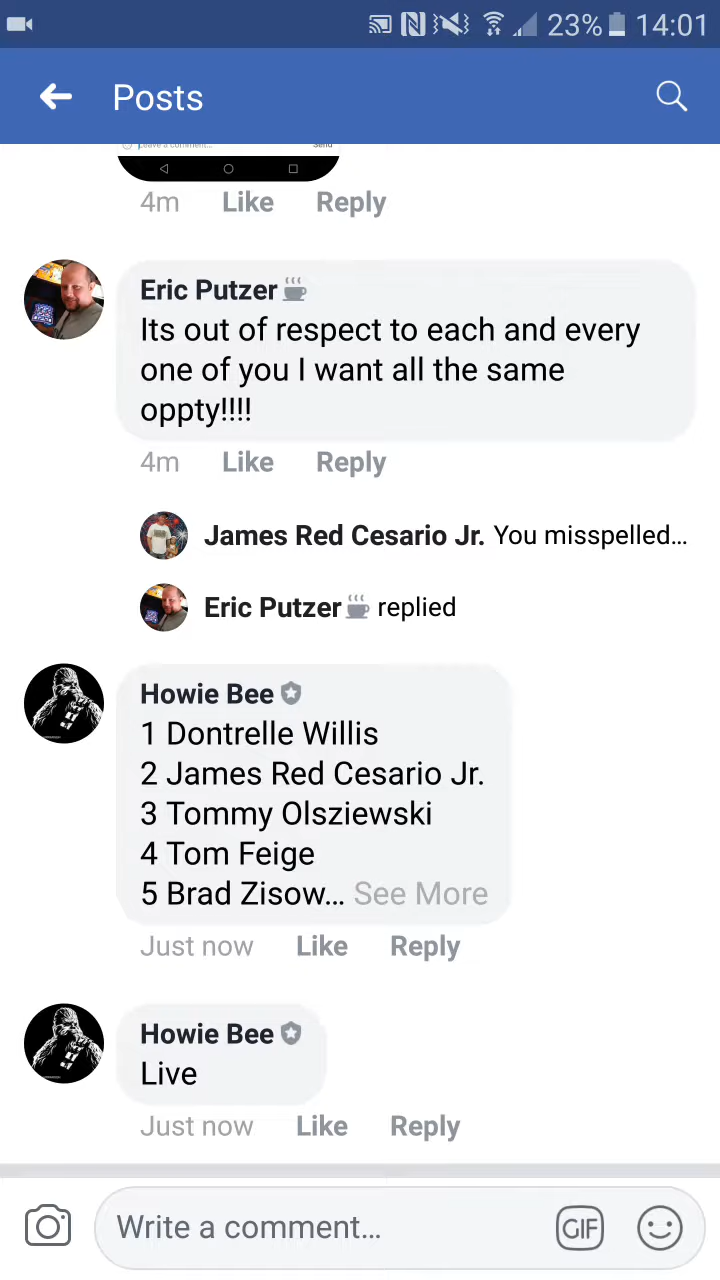 23% 14:01
Posts
Leave a comment... Send
4m Like Reply
Eric Putzer
Its out of respect to each and every
one of you I want all the same
oppty!!!!
4m Like Reply
James Red Cesario Jr. You misspelled...
Eric Putzer replied
Howie Bee
1 Dontrelle Willis
2 James Red Cesario Jr.
3 Tommy Olsziewski
4 Tom Feige
5 Brad Zisow... See More
Just now Like Reply
Howie Bee
Live
Just now Like Reply
Write a comment... GIF